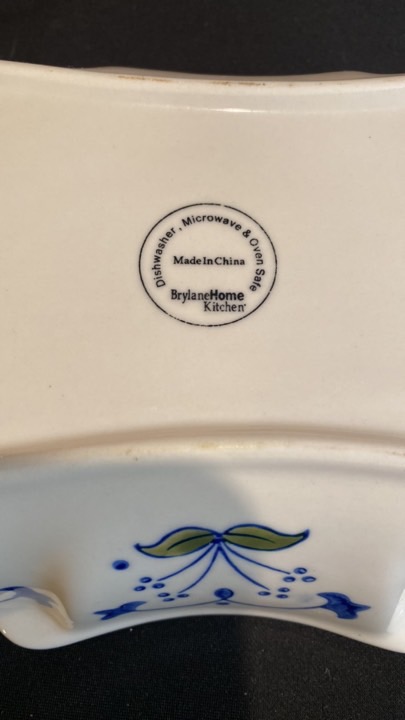 Dishwasher, Microwave & Oven Safe
Made In China
BrylaneHome
Kitchen